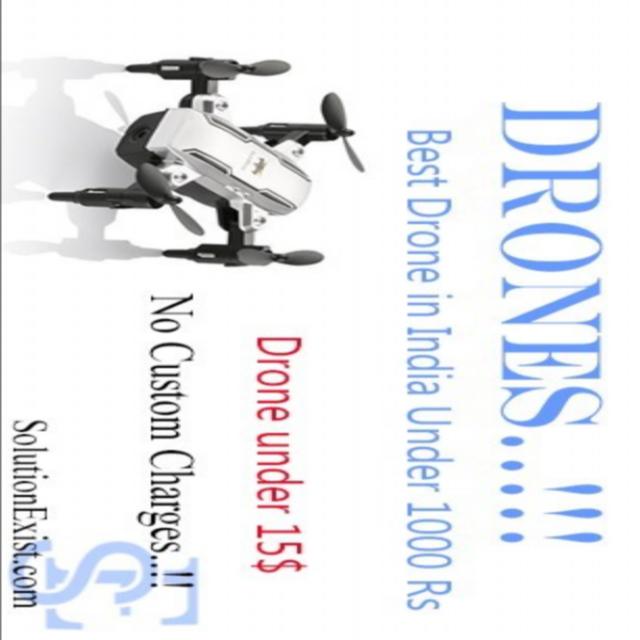 DRONES..!!
....
Best Drone in India Under 1000 Rs
Drone under 15$
No Custom Charges....!!
SolutionExist.com